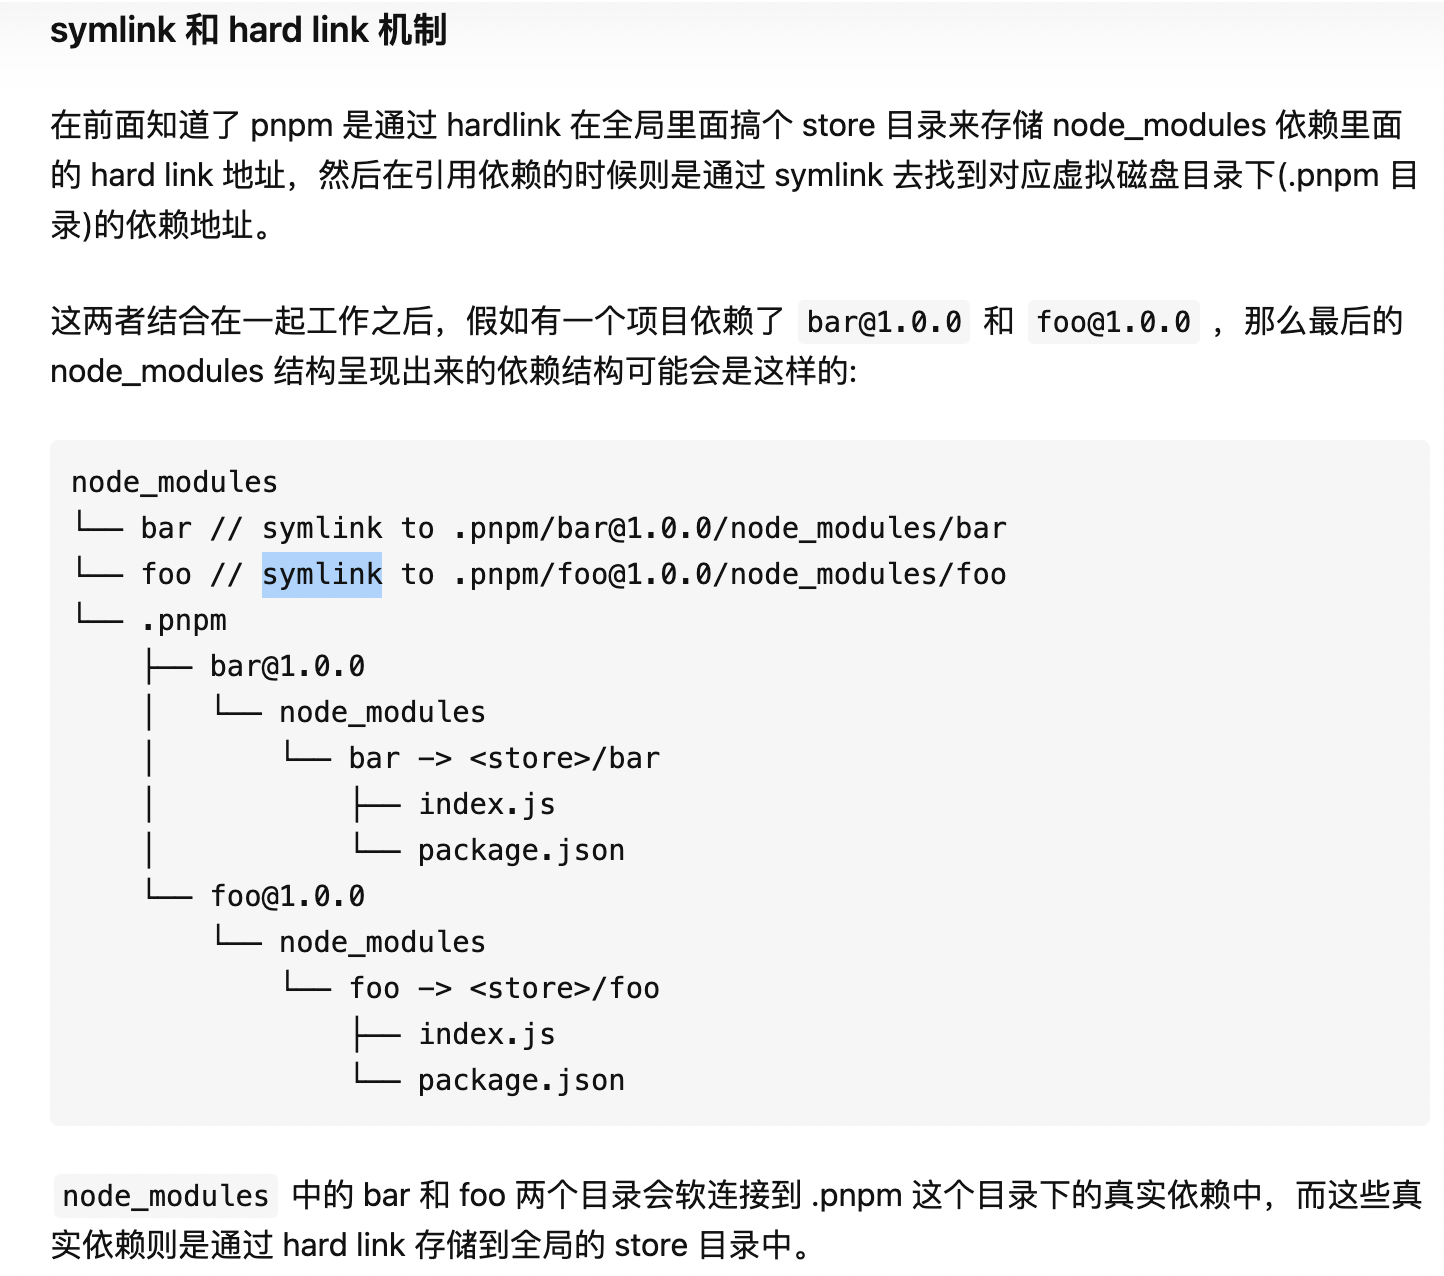 symlink 和 hard link 机制
在前面知道了 pnpm 是通过 hardlink 在全局里面搞个 store 目录来存储 node_modules 依赖里面
的 hard link 地址，然后在引用依赖的时候则是通过 symlink 去找到对应虚拟磁盘目录下(.pnpm 目
录)的依赖地址。
这两者结合在一起工作之后，假如有一个项目依赖了 bar@1.0.0 和 foo@1.0.0 ，那么最后的
node_modules 结构呈现出来的依赖结构可能会是这样的:
node_modules
└── bar // symlink to .pnpm/bar@1.0.0/node_modules/bar
└── foo // symlink to .pnpm/foo@1.0.0/node_modules/foo
└── .pnpm
    ├── bar@1.0.0
    │   └── node_modules
    │       └── bar -> <store>/bar
    │           ├── index.js
    │           └── package.json
    └── foo@1.0.0
        └── node_modules
            └── foo -> <store>/foo
                ├── index.js
                └── package.json
node_modules 中的 bar 和 foo 两个目录会软连接到 .pnpm 这个目录下的真实依赖中，而这些真
实依赖则是通过 hard link 存储到全局的 store 目录中。